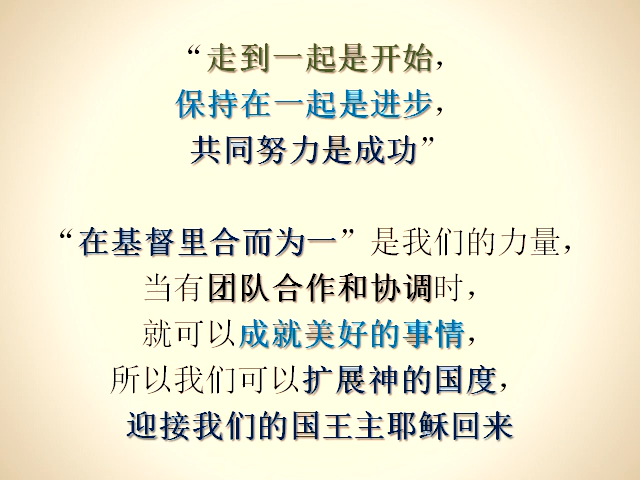 “走到一起是开始，
保持在一起是进步，
共同努力是成功”
“在基督里合而为一”是我们的力量，
当有团队合作和协调时，
就可以成就美好的事情，
所以我们可以扩展神的国度，
迎接我们的国王主耶稣回来